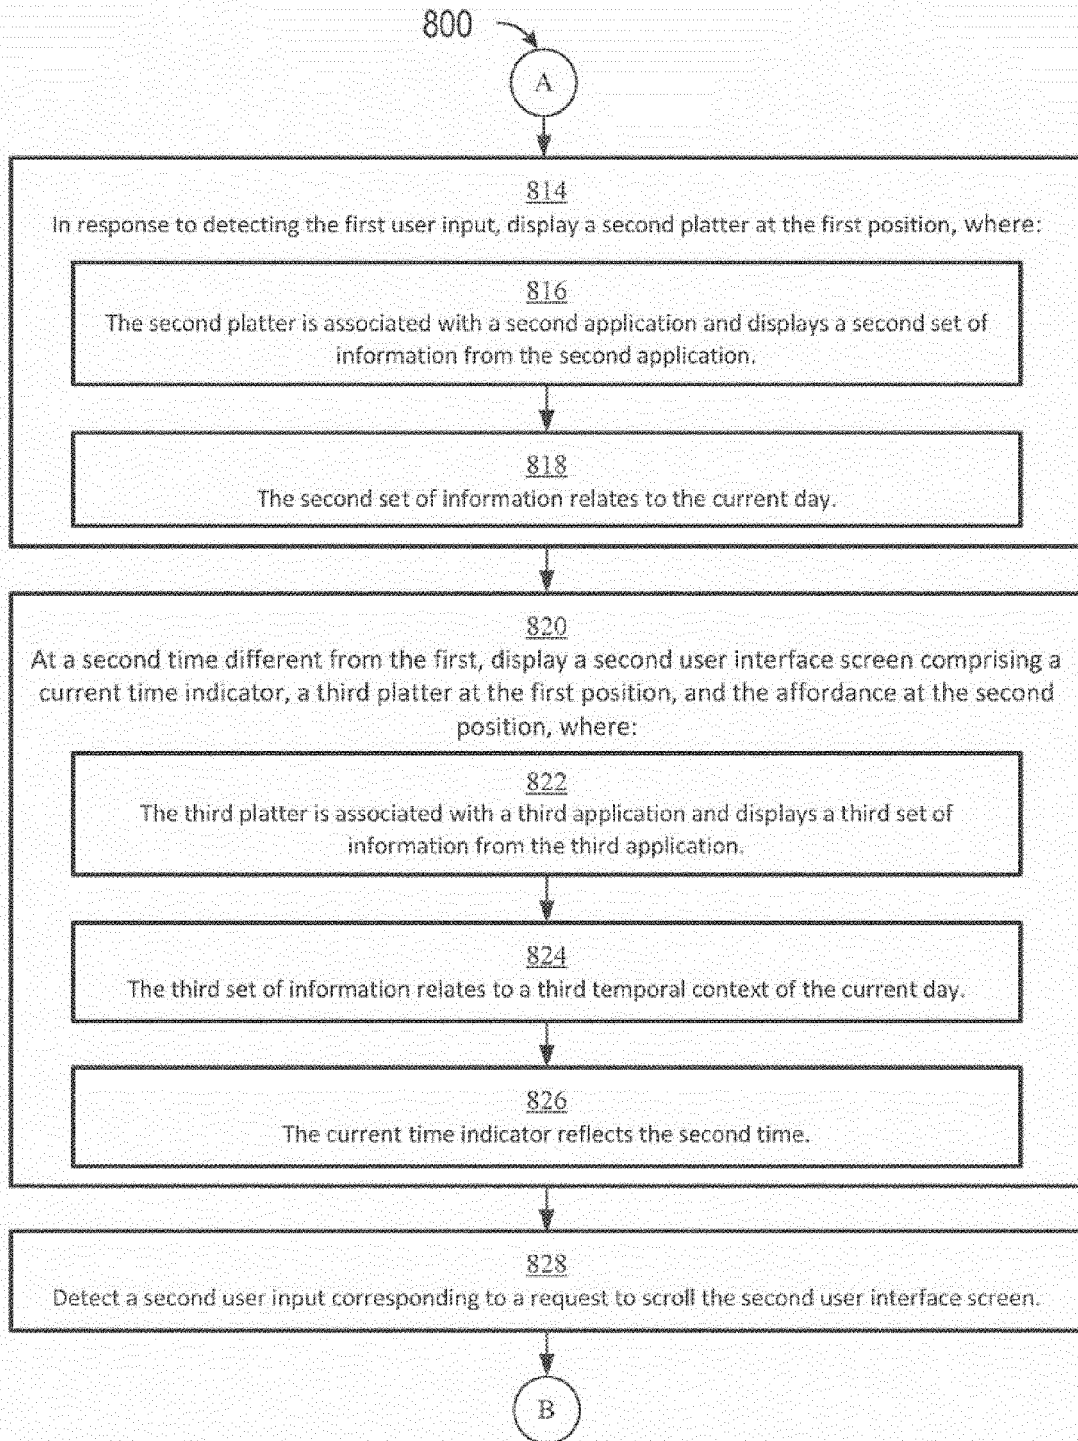 800
A
814
In response to detecting the first user input, display a second platter at the first position, where:
816
The second platter is associated with a second application and displays a second set of
information from the second application.
818
The second set of information relates to the current day.
820
At a second time different from the first, display a second user interface screen comprising a
current time indicator, a third platter at the first position, and the affordance at the second
position, where:
822
The third platter is associated with a third application and displays a third set of
information from the third application.
824
The third set of information relates to a third temporal context of the current day.
826
The current time indicator reflects the second time.
828
Detect a second user input corresponding to a request to scroll the second user interface screen.
B